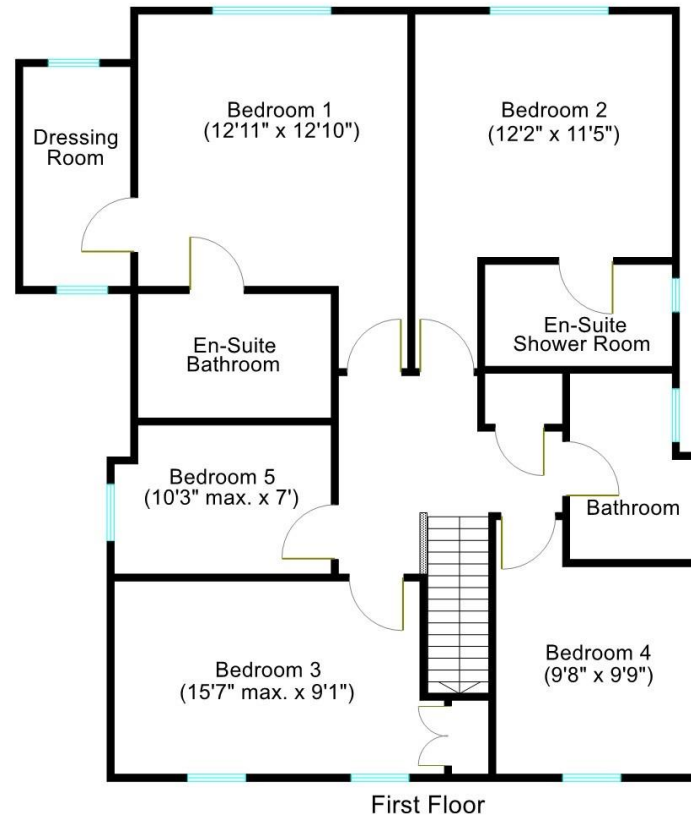 Bedroom 1
(12'11" x 12'10")
Bedroom 2
(12'2" x 11'5")
Dressing
Room
En-Suite
Bathroom
En-Suite
Shower Room
Bedroom 5
(10'3" max. x 7')
Bathroom
Bedroom 3
(15'7" max. x 9'1")
Bedroom 4
(9'8" x 9'9")
First Floor